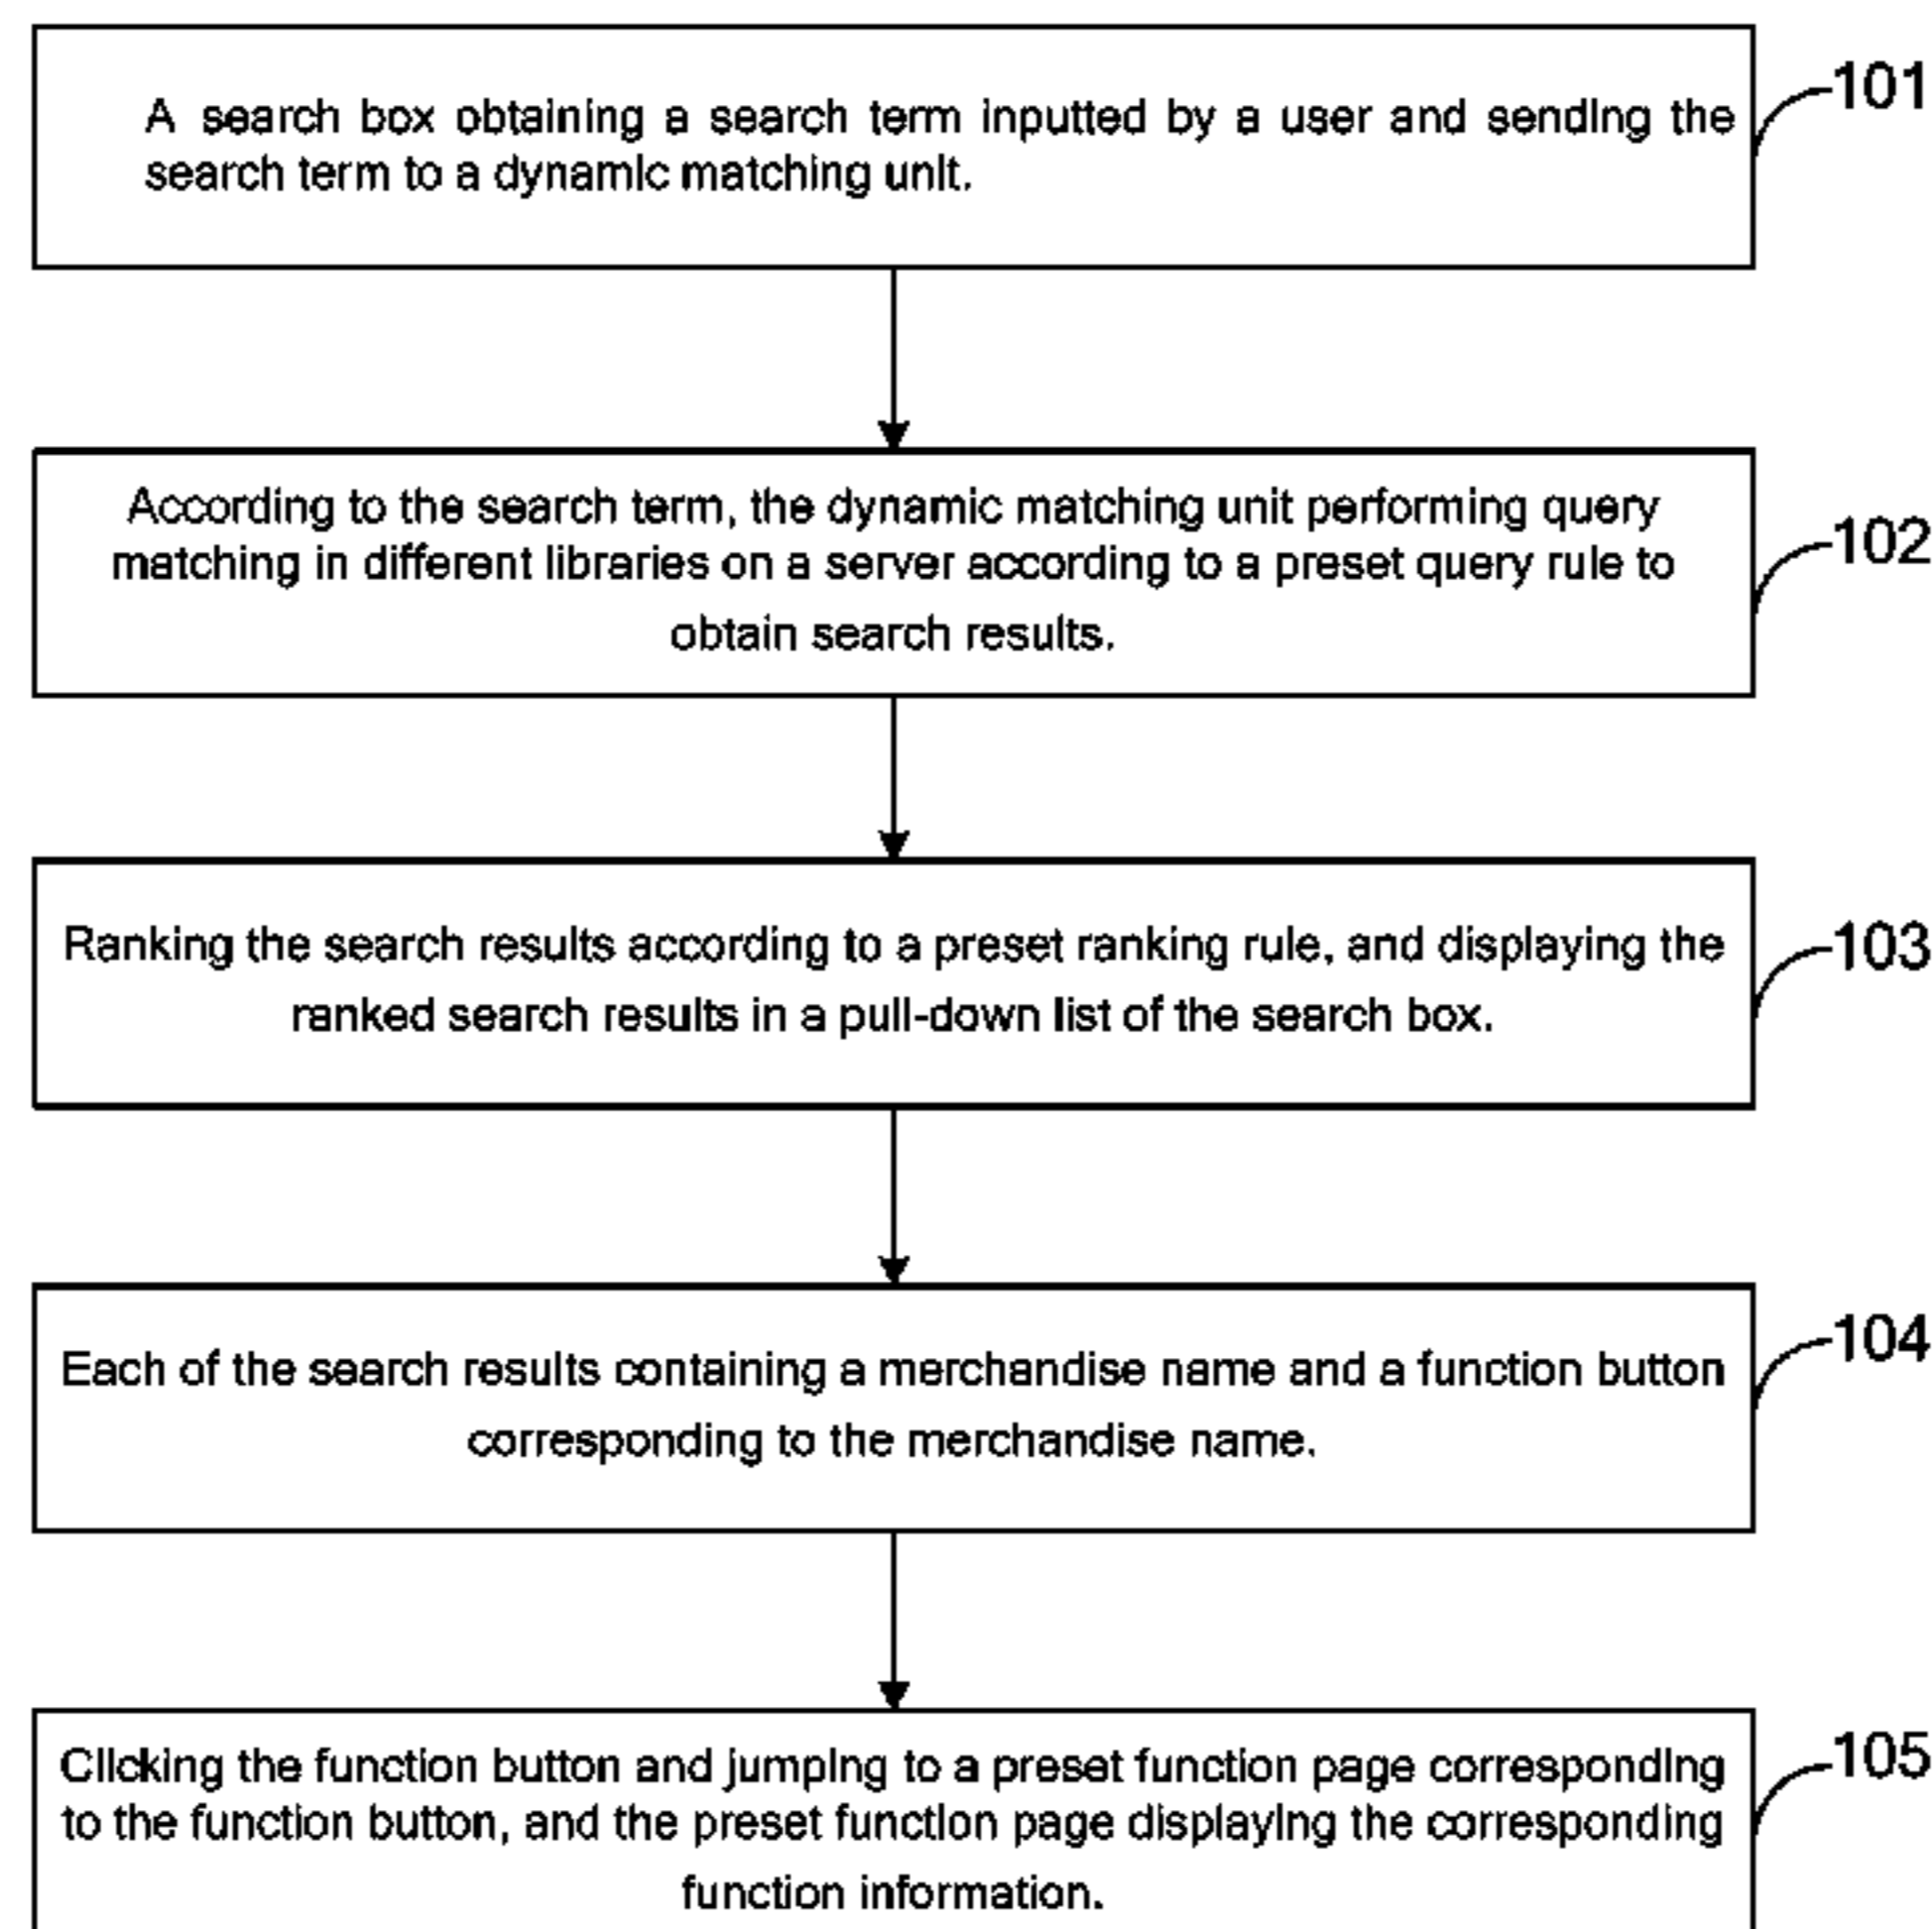 A search box obtaining a search term inputted by a user and sending the
search term to a dynamic matching unit.
101
According to the search term, the dynamic matching unit performing query
matching in different libraries on a server according to a preset query rule to
obtain search results.
102
Ranking the search results according to a preset ranking rule, and displaying the
ranked search results in a pull-down list of the search box.
103
Each of the search results containing a merchandise name and a function button
corresponding to the merchandise name.
104
Clicking the function button and jumping to a preset function page corresponding
to the function button, and the preset function page displaying the corresponding
function information.
105